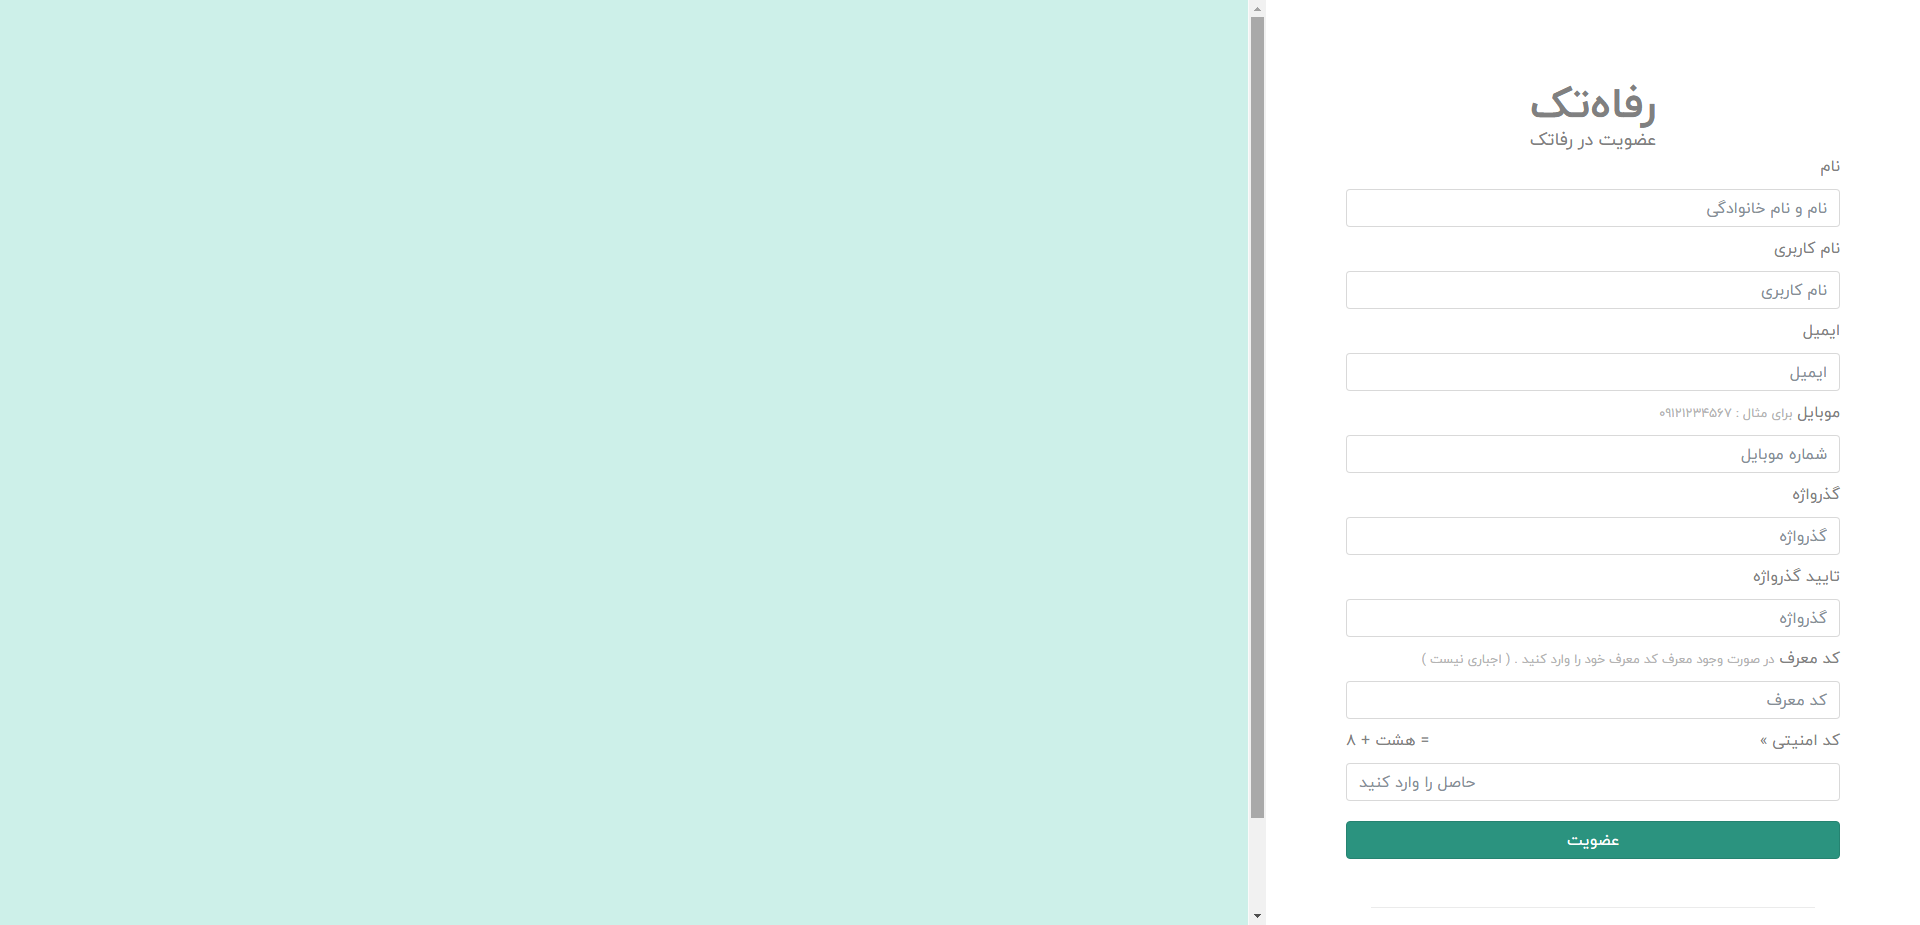 رفاه‌تک
عضویت در رفاتک
نام
نام و نام خانوادگی
نام کاربری
نام کاربری
ایمیل
ایمیل
موبایل برای مثال : ۰۹۱۲۱۲۳۴۵۶۷
شماره موبایل
گذرواژه
گذرواژه
تایید گذرواژه
گذرواژه
کد معرف در صورت وجود معرف کد معرف خود را وارد کنید . ( اجباری نیست )
کد معرف
کد امنیتی » = هشت + ۸
حاصل را وارد کنید
عضویت